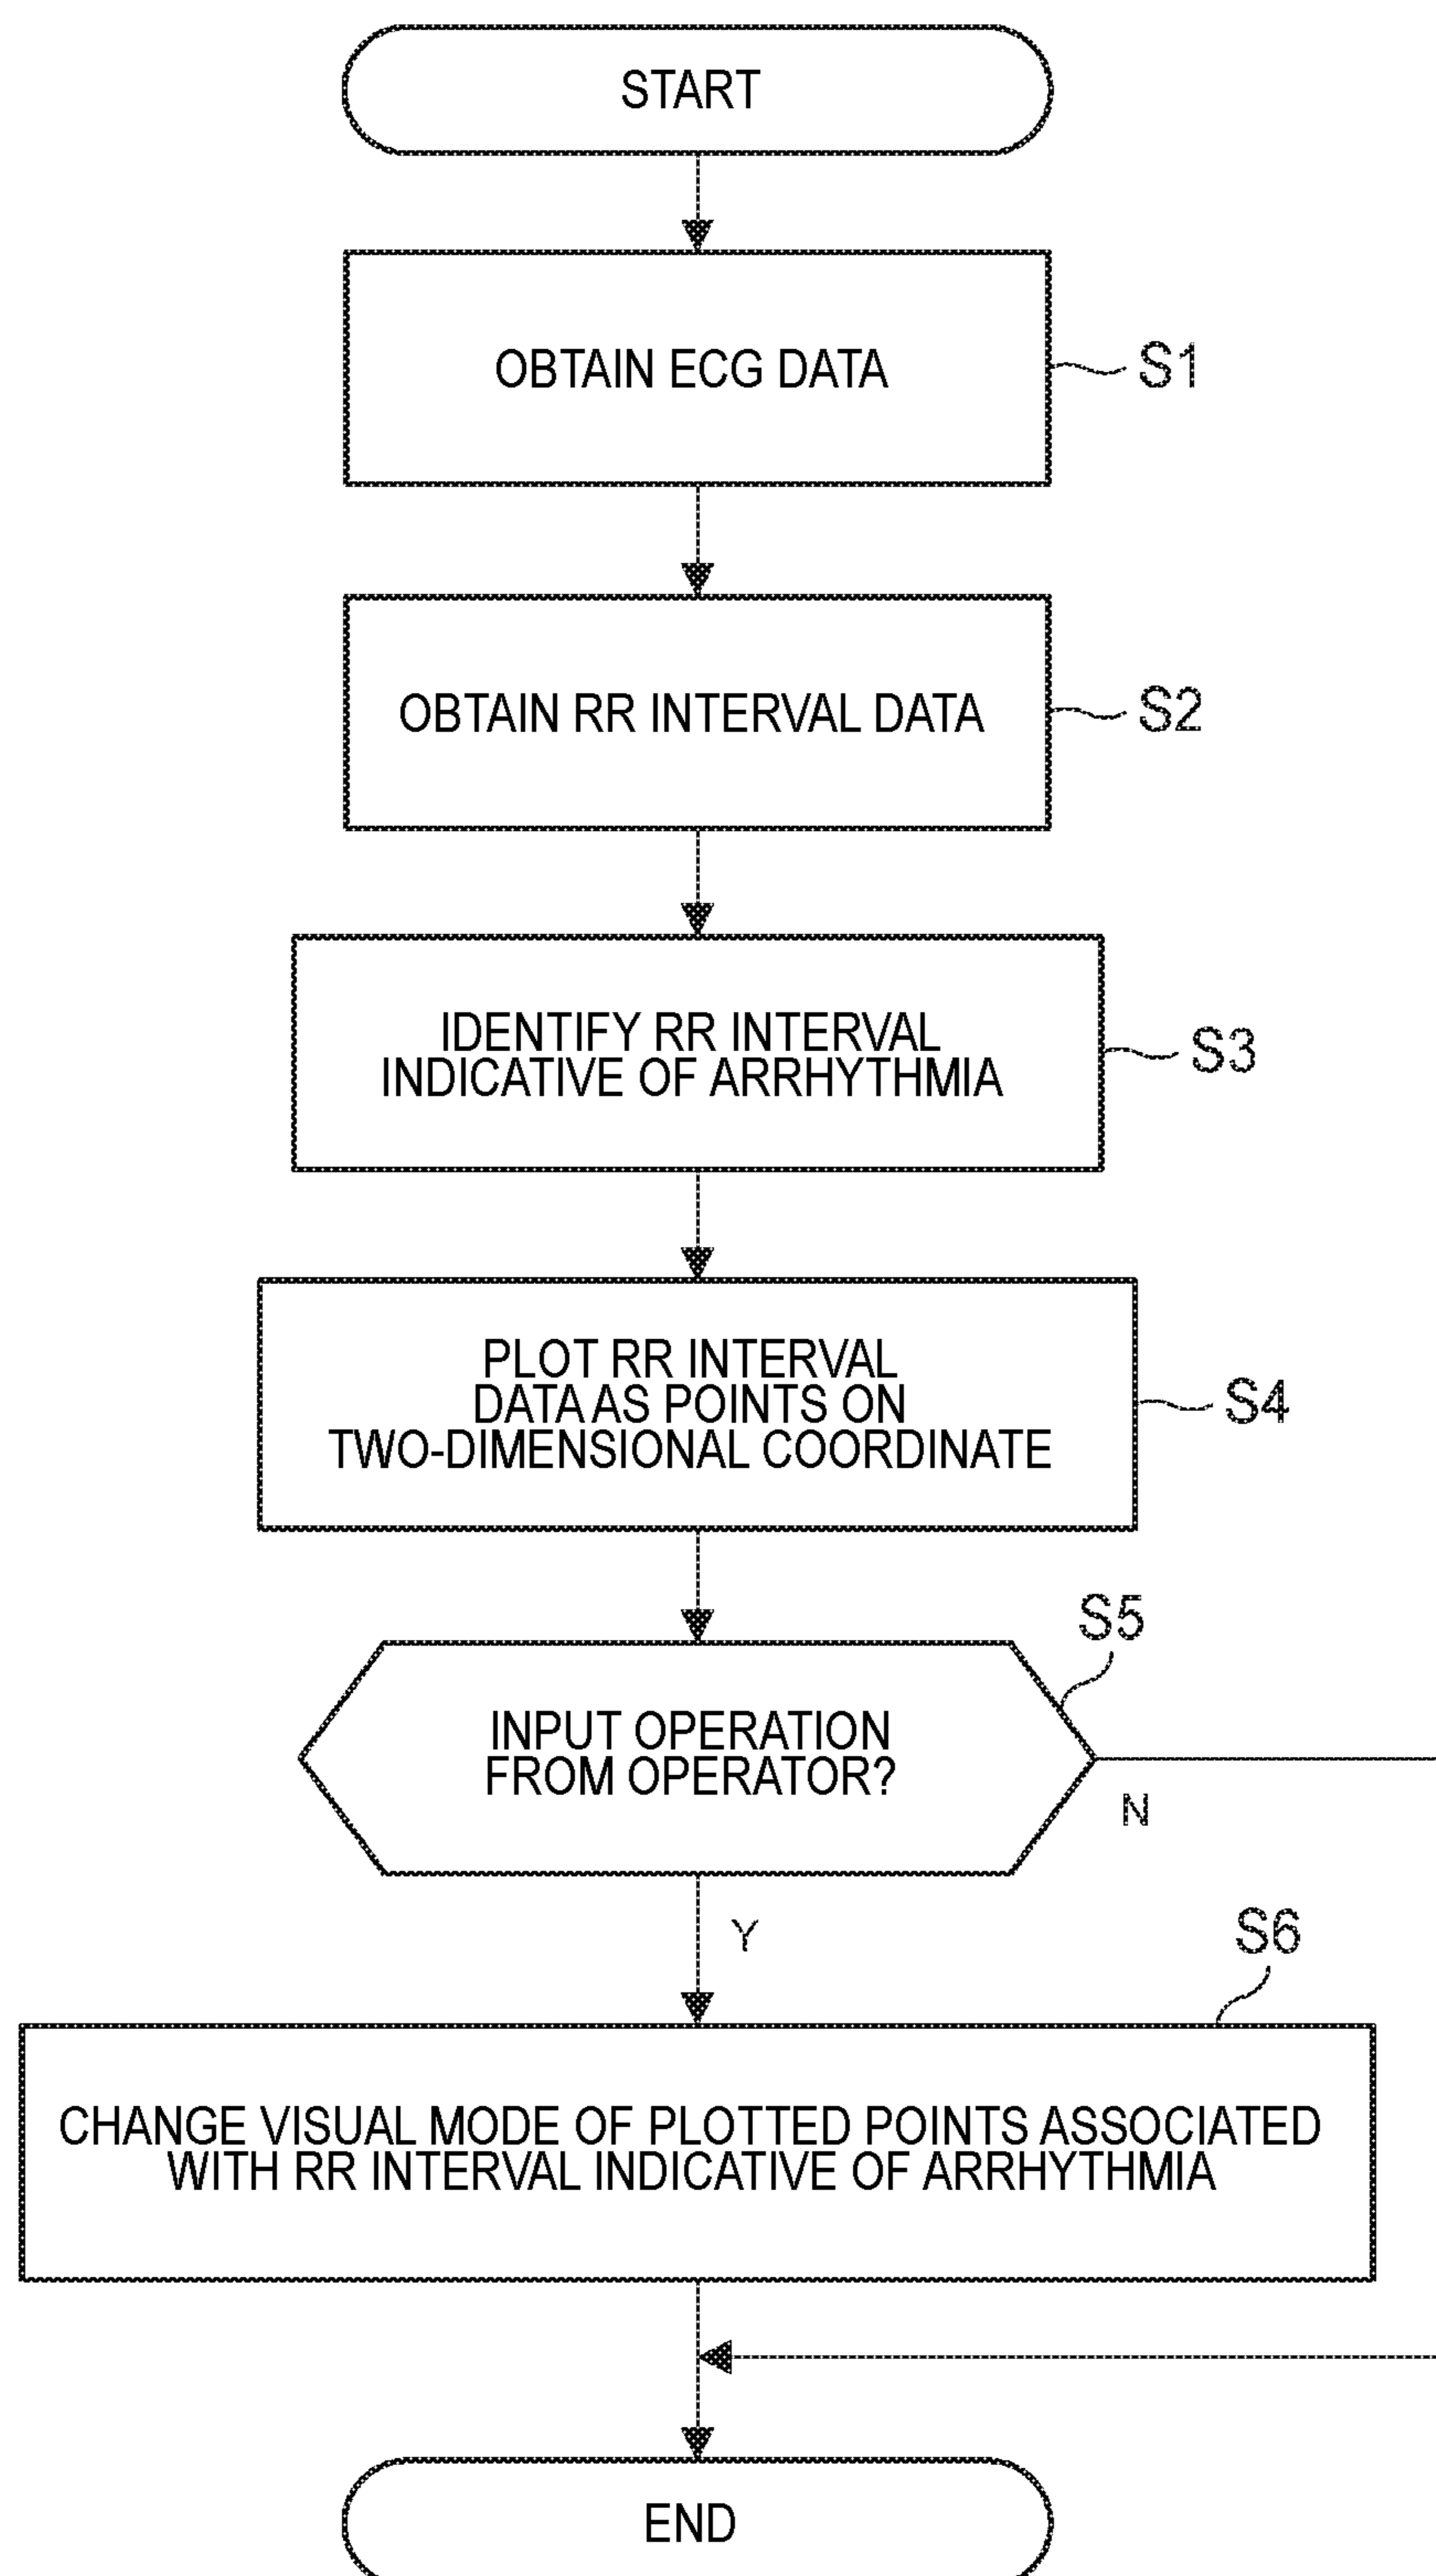 START
OBTAIN ECG DATA
S1
OBTAIN RR INTERVAL DATA
S2
IDENTIFY RR INTERVAL
INDICATIVE OF ARRHYTHMIA
S3
PLOT RR INTERVAL
DATA AS POINTS ON
TWO-DIMENSIONAL COORDINATE
S4
S5
INPUT OPERATION
FROM OPERATOR?
N
Y
S6
CHANGE VISUAL MODE OF PLOTTED POINTS ASSOCIATED
WITH RR INTERVAL INDICATIVE OF ARRHYTHMIA
END